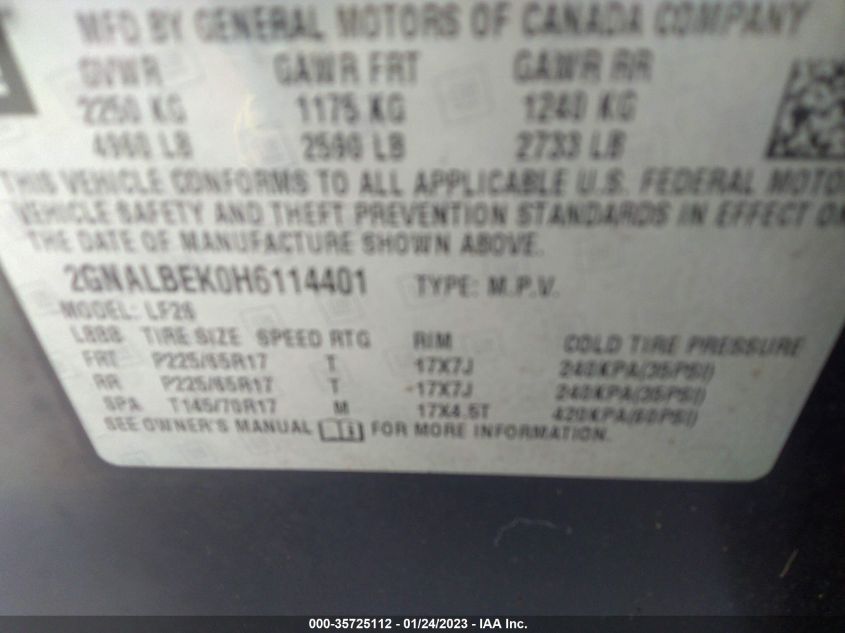 MFD BY GENERAL MOTORS OF CANADA COMPANY
GVWR GAWR FRT GAWR RR
2250 KG 1175 KG 1240 KG
4960 LB 2590 LB 2733 LB
THIS VEHICLE CONFORMS TO ALL APPLICABLE U.S. FEDERAL MOTO
VEHICLE SAFETY AND THEFT PREVENTION STANDARDS IN EFFECT ON
THE DATE OF MANUFACTURE SHOWN ABOVE.
2GNALBEK0H6114401 TYPE: M.P.V.
MODEL: LF26
L8BB TIRE SIZE SPEED RTG RIM COLD TIRE PRESSURE
FRT P225/65R17 T 17X7J 240KPA(35PSI)
RR P225/65R17 T 17X7J 240KPA(35PSI)
SPA T145/70R17 M 17X4.5T 420KPA(60PSI)
SEE OWNER'S MANUAL FOR MORE INFORMATION.
000-35725112 - 01/24/2023 - IAA Inc.